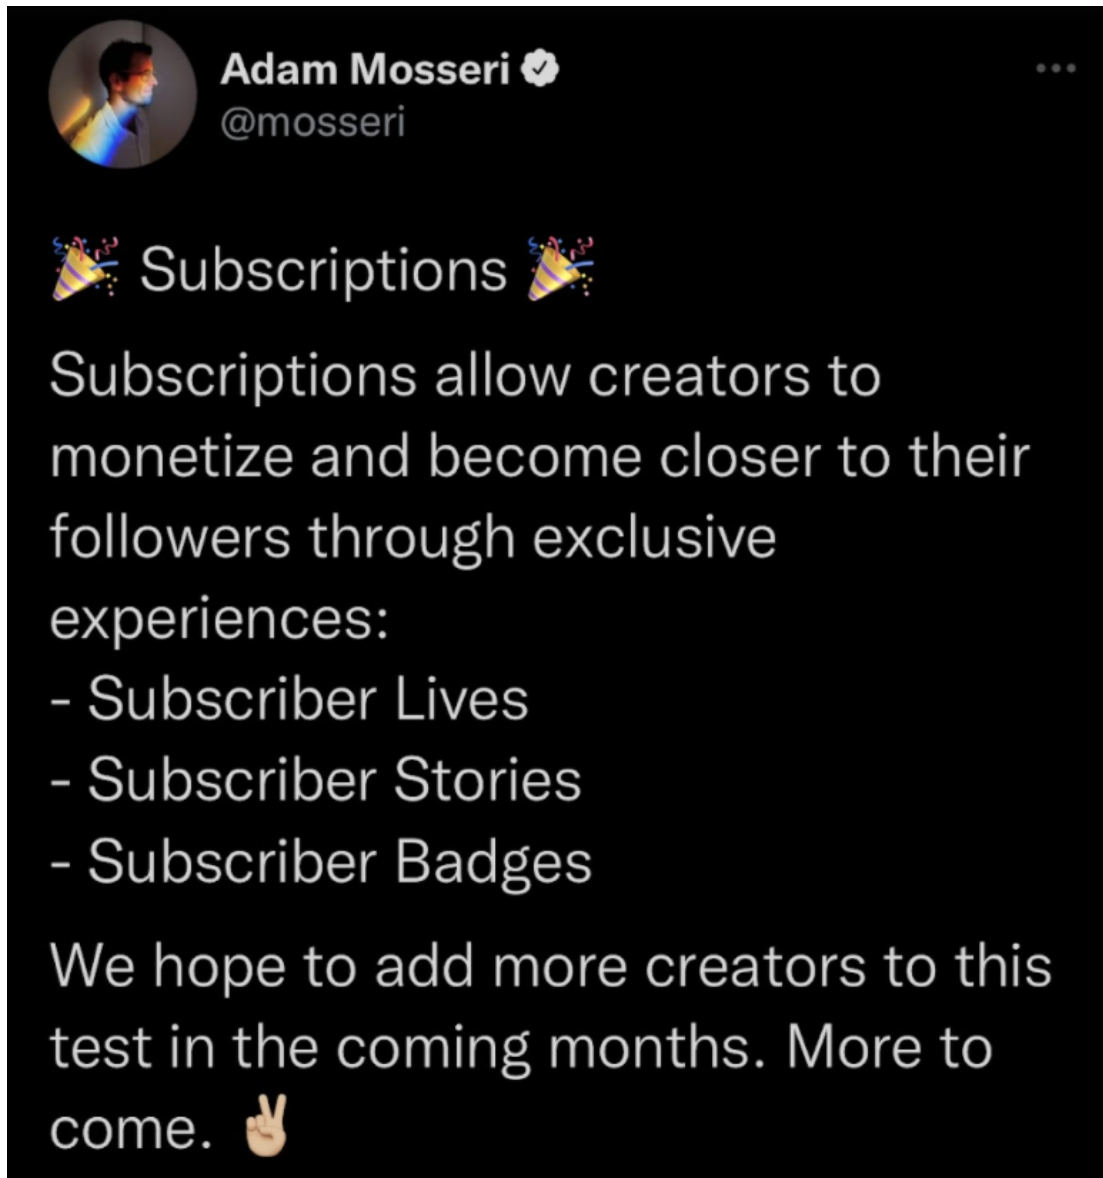 Adam Mosseri
@mosseri
🎉 Subscriptions 🎉
Subscriptions allow creators to
monetize and become closer to their
followers through exclusive
experiences:
- Subscriber Lives
- Subscriber Stories
- Subscriber Badges
We hope to add more creators to this
test in the coming months. More to
come. ✌🏼